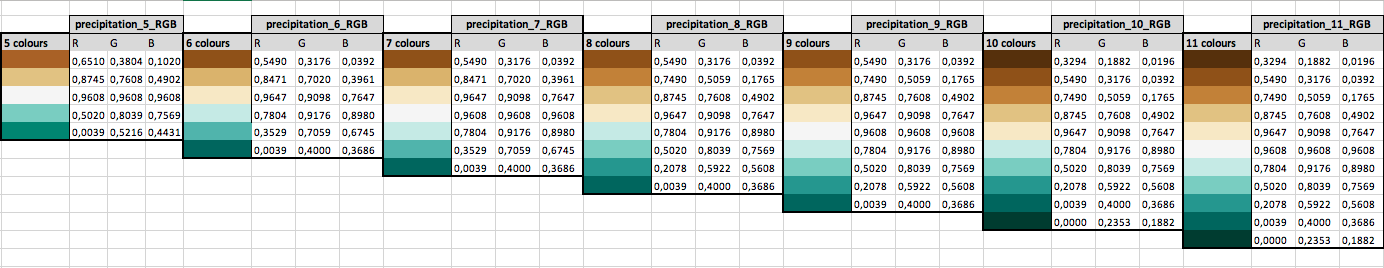 precipitation_5_RGB precipitation_6_RGB precipitation_7_RGB precipitation_8_RGB precipitation_9_RGB precipitation_10_RGB precipitation_11_RGB
5 colours R G B 6 colours R G B 7 colours R G B 8 colours R G B 9 colours R G B 10 colours R G B 11 colours R G B
0,6510 0,3804 0,1020 0,5490 0,3176 0,0392 0,5490 0,3176 0,0392 0,5490 0,3176 0,0392 0,5490 0,3176 0,0392 0,3294 0,1882 0,0196 0,3294 0,1882 0,0196
0,8745 0,7608 0,4902 0,8471 0,7020 0,3961 0,8471 0,7020 0,3961 0,7490 0,5059 0,1765 0,7490 0,5059 0,1765 0,5490 0,3176 0,0392 0,5490 0,3176 0,0392
0,9608 0,9608 0,9608 0,9647 0,9098 0,7647 0,9647 0,9098 0,7647 0,8745 0,7608 0,4902 0,8745 0,7608 0,4902 0,7490 0,5059 0,1765 0,7490 0,5059 0,1765
0,5020 0,8039 0,7569 0,7804 0,9176 0,8980 0,9608 0,9608 0,9608 0,9647 0,9098 0,7647 0,9647 0,9098 0,7647 0,8745 0,7608 0,4902 0,8745 0,7608 0,4902
0,0039 0,5216 0,4431 0,3529 0,7059 0,6745 0,7804 0,9176 0,8980 0,7804 0,9176 0,8980 0,9608 0,9608 0,9608 0,9647 0,9098 0,7647 0,9647 0,9098 0,7647
0,0039 0,4000 0,3686 0,3529 0,7059 0,6745 0,5020 0,8039 0,7569 0,7804 0,9176 0,8980 0,7804 0,9176 0,8980 0,9608 0,9608 0,9608
0,0039 0,4000 0,3686 0,2078 0,5922 0,5608 0,5020 0,8039 0,7569 0,5020 0,8039 0,7569 0,7804 0,9176 0,8980
0,0039 0,4000 0,3686 0,2078 0,5922 0,5608 0,2078 0,5922 0,5608 0,5020 0,8039 0,7569
0,0039 0,4000 0,3686 0,0039 0,4000 0,3686 0,2078 0,5922 0,5608
0,0000 0,2353 0,1882 0,0039 0,4000 0,3686
0,0000 0,2353 0,1882